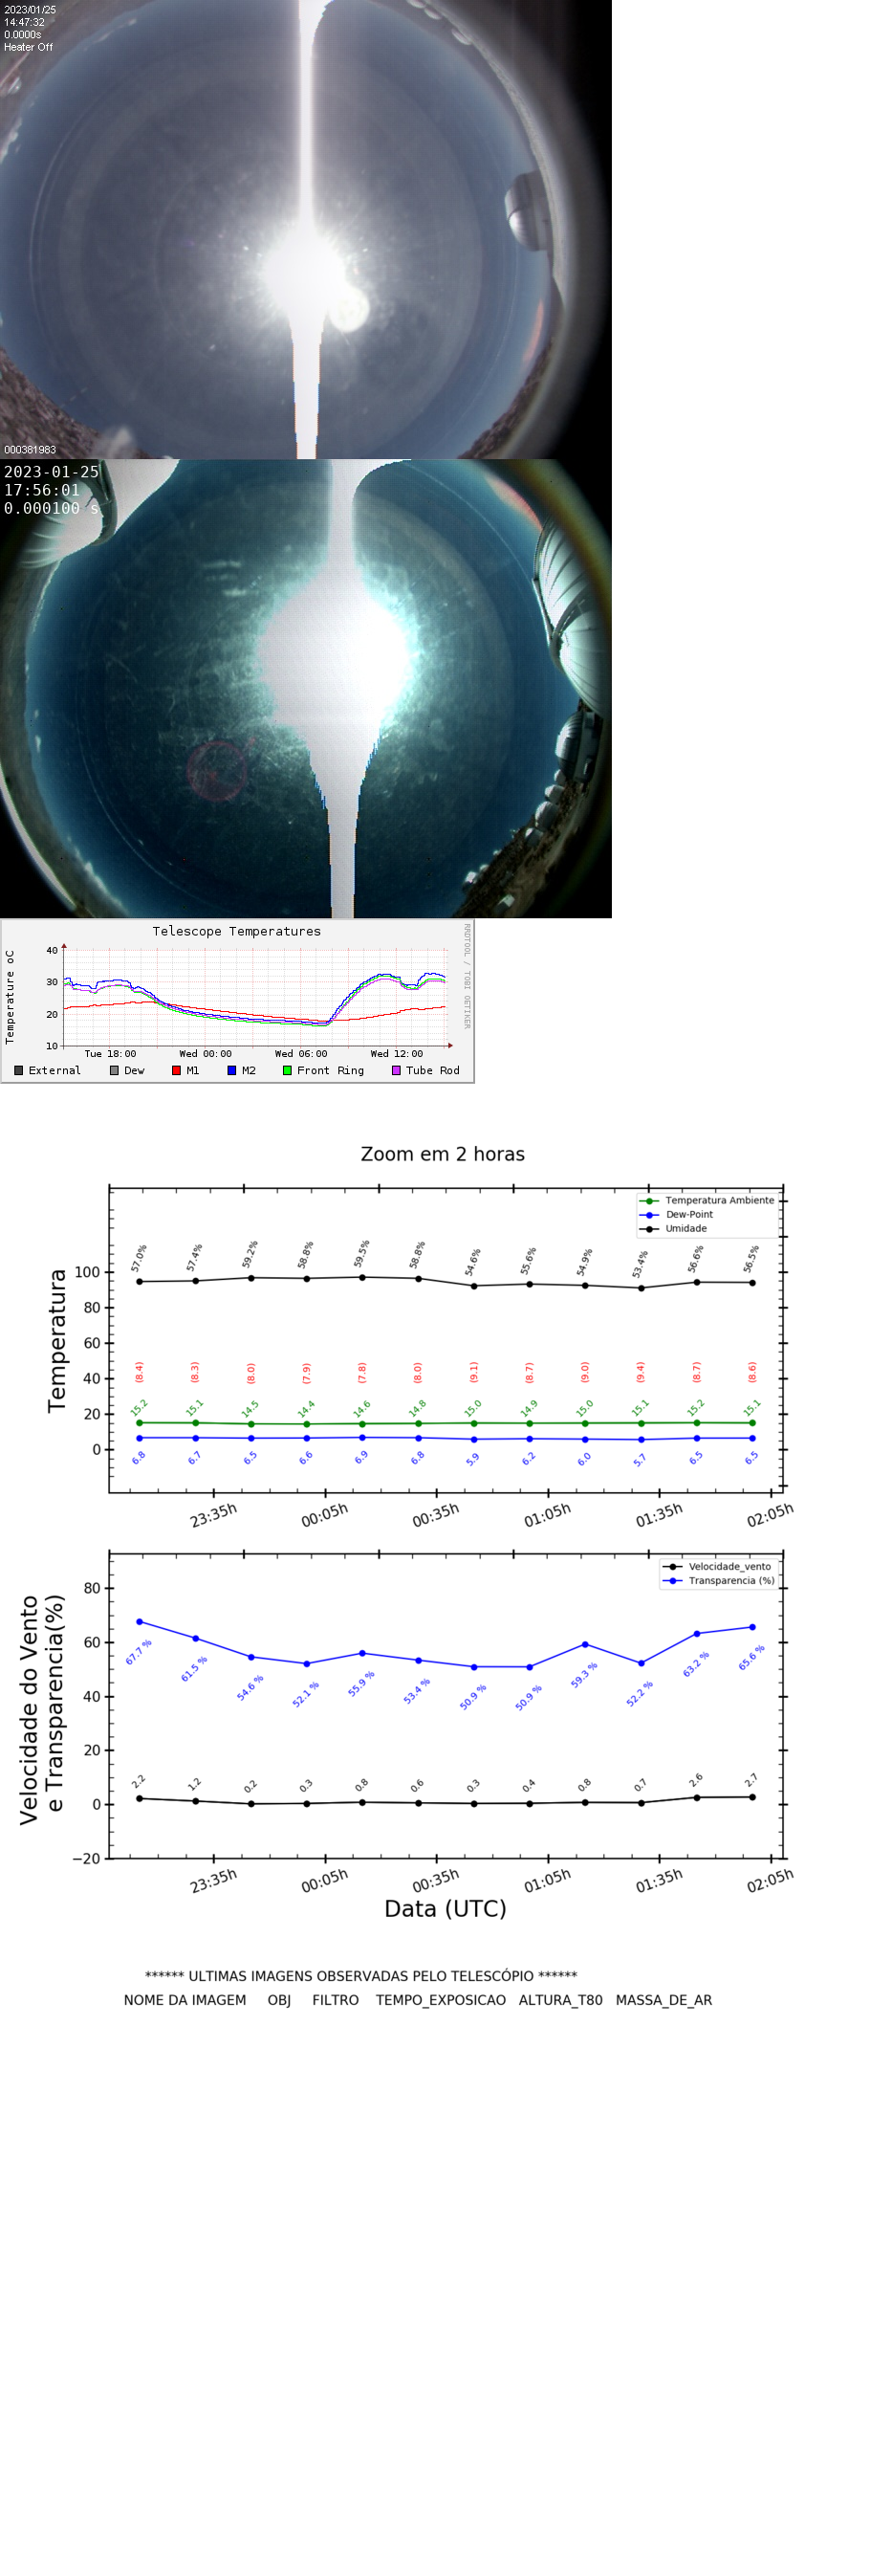 2023/01/25
14:47:32
0.0000s
Heater Off
000381983
2023-01-25
17:56:01
0.000100 s
Telescope Temperatures
RRDTOOL / TOBI OETIKER
Temperature oC
40
30
20
10
Tue 18:00 Wed 00:00 Wed 06:00 Wed 12:00
External Dew M1 M2 Front Ring Tube Rod
Zoom em 2 horas
Temperatura Ambiente
Dew-Point
Umidade
Temperatura
100
80
60
40
20
0
57.0% 57.4% 59.2% 58.8% 59.5% 58.8% 54.6% 55.6% 54.9% 53.4% 56.6% 56.5%
(8.4) (8.3) (8.0) (7.9) (7.8) (8.0) (9.1) (8.7) (9.0) (9.4) (8.7) (8.6)
15.2 15.1 14.5 14.4 14.6 14.8 15.0 14.9 15.0 15.1 15.2 15.1
6.8 6.7 6.5 6.6 6.9 6.8 5.9 6.2 6.0 5.7 6.5 6.5
23:35h 00:05h 00:35h 01:05h 01:35h 02:05h
Velocidade_vento
Transparencia (%)
Velocidade do Vento
e Transparencia(%)
80
60
40
20
0
−20
67.7 % 61.5 % 54.6 % 52.1 % 55.9 % 53.4 % 50.9 % 50.9 % 59.3 % 52.2 % 63.2 % 65.6 %
2.2 1.2 0.2 0.3 0.8 0.6 0.3 0.4 0.8 0.7 2.6 2.7
23:35h 00:05h 00:35h 01:05h 01:35h 02:05h
Data (UTC)
****** ULTIMAS IMAGENS OBSERVADAS PELO TELESCÓPIO ******
NOME DA IMAGEM OBJ FILTRO TEMPO_EXPOSICAO ALTURA_T80 MASSA_DE_AR